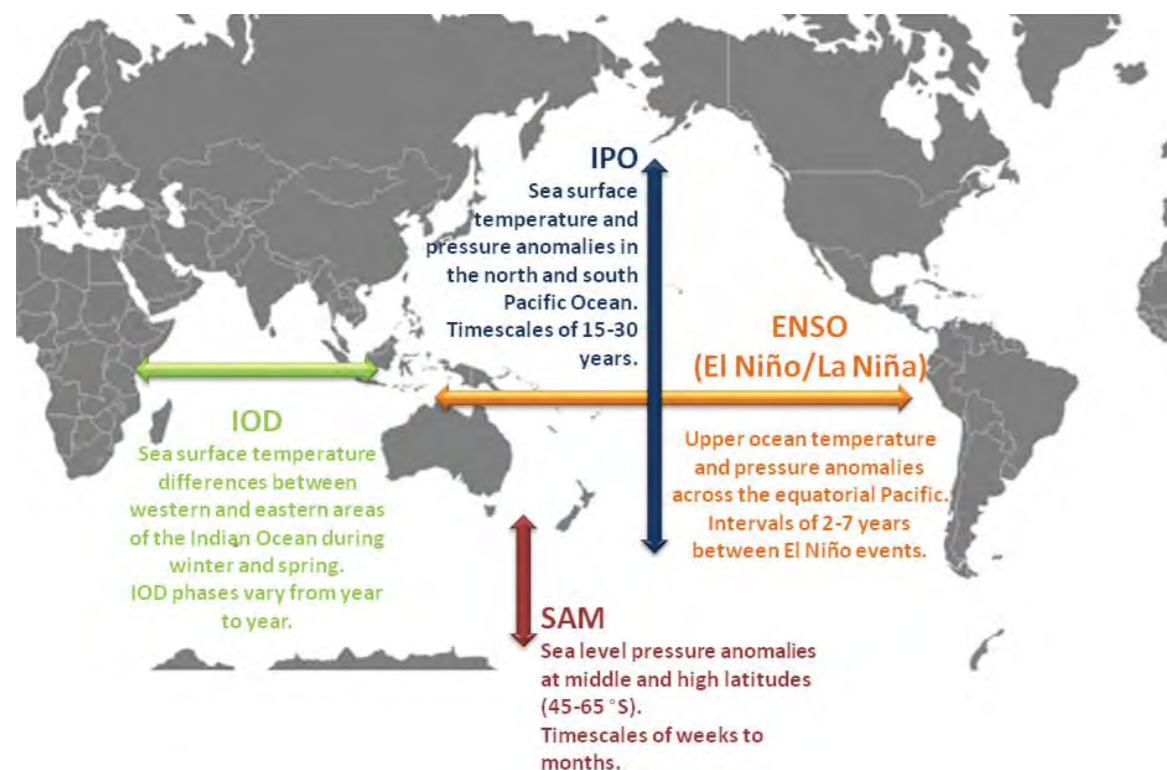 IPO
Sea surface
temperature and
pressure anomalies in
the north and south
Pacific Ocean.
Timescales of 15-30
years.
ENSO
(El Niño/La Niña)
Upper ocean temperature
and pressure anomalies
across the equatorial Pacific.
Intervals of 2-7 years
between El Niño events.
IOD
Sea surface temperature
differences between
western and eastern areas
of the Indian Ocean during
winter and spring.
IOD phases vary from year
to year.
SAM
Sea level pressure anomalies
at middle and high latitudes
(45-65 °S).
Timescales of weeks to
months.